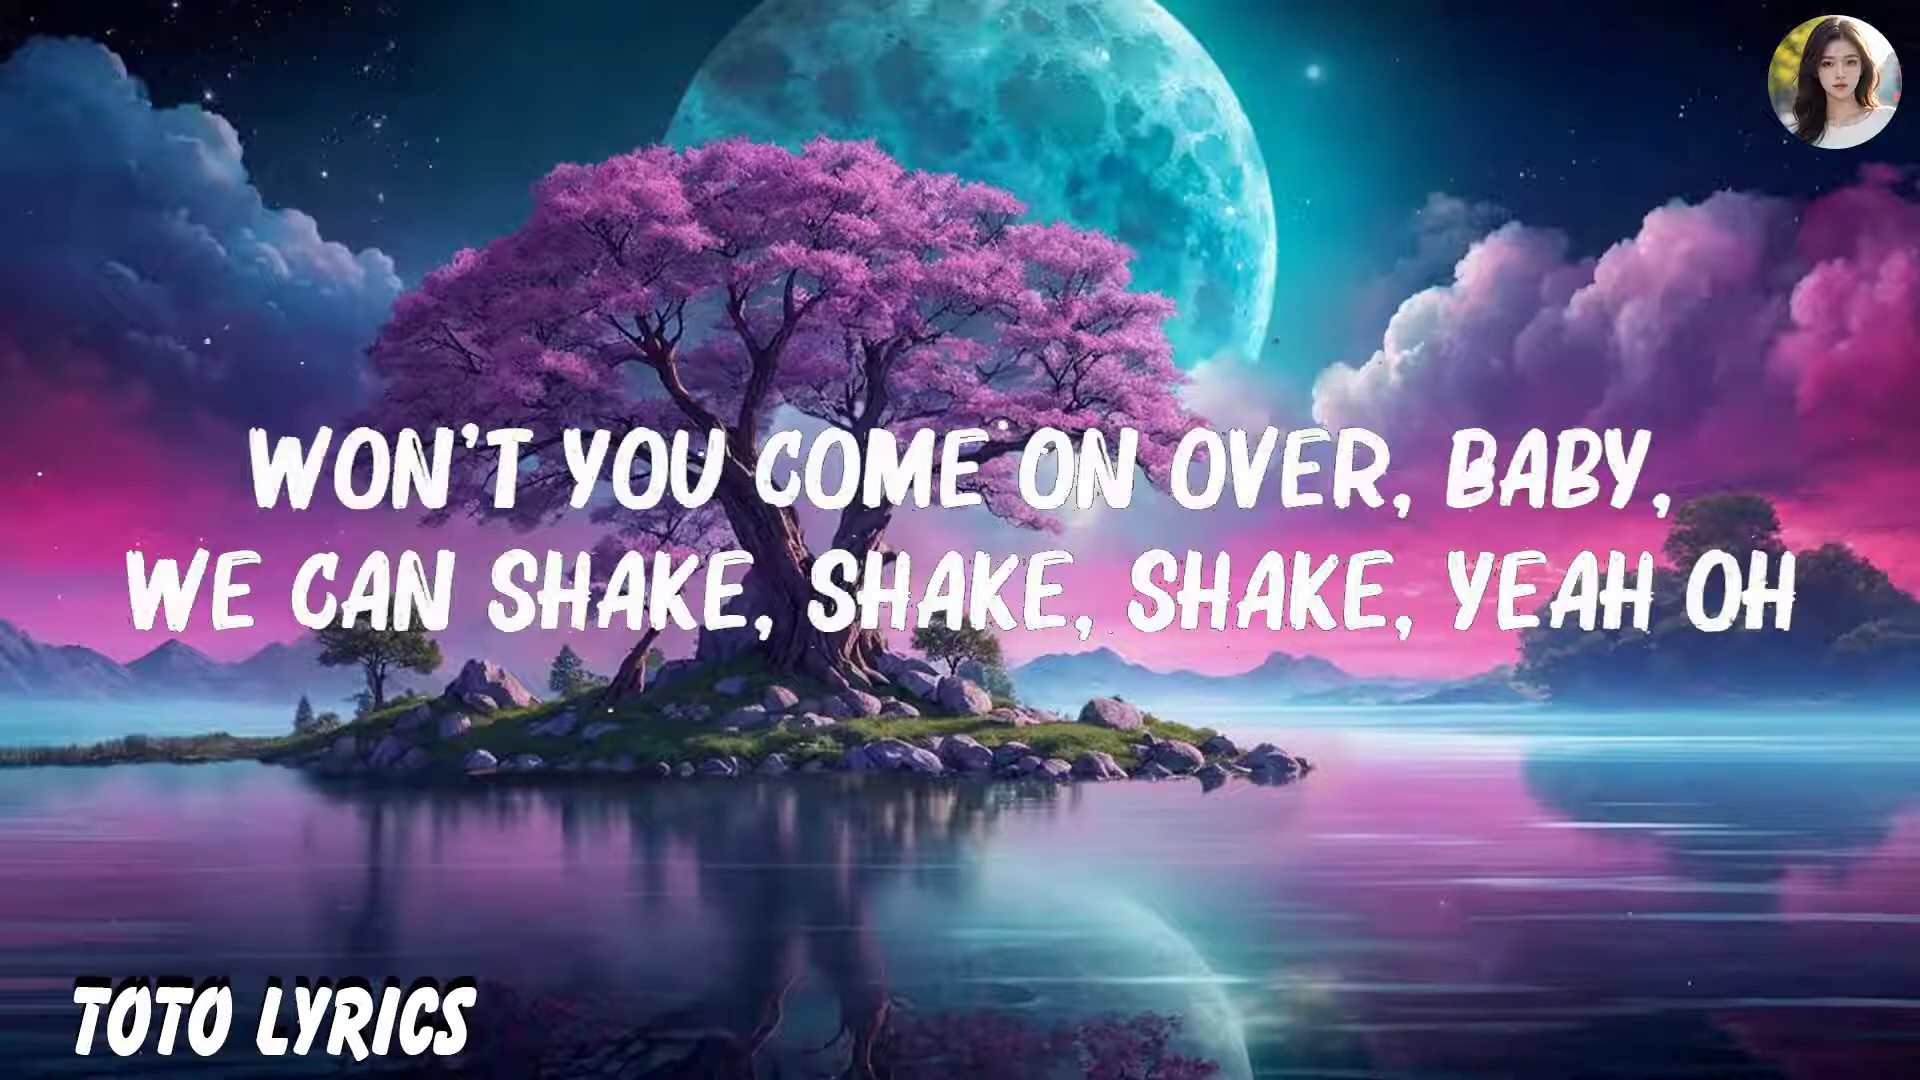 WON'T YOU COME ON OVER, BABY,
WE CAN SHAKE, SHAKE, SHAKE, YEAH OH
TOTO LYRICS